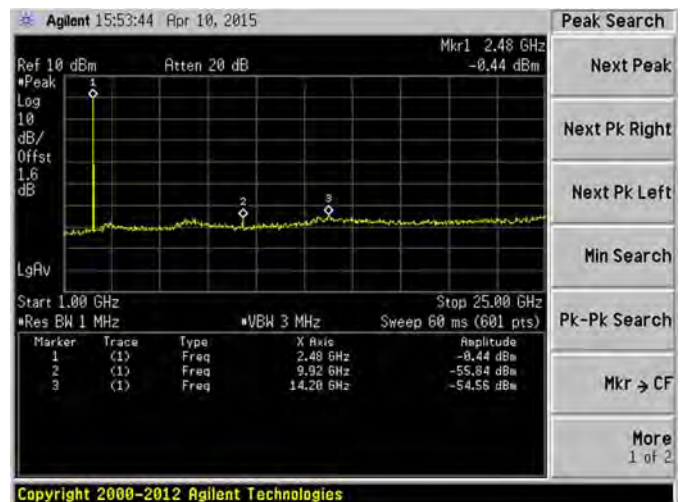 Agilent 15:53:44 Apr 10, 2015
Peak Search
Mkr1 2.48 GHz
Ref 10 dBm Atten 20 dB -0.44 dBm
Next Peak
#Peak
Log
10
dB/
Offst
1.6
dB
1
2
3
Next Pk Right
Next Pk Left
Min Search
LgAv
Start 1.00 GHz Stop 25.00 GHz
#Res BW 1 MHz #VBW 3 MHz Sweep 60 ms (601 pts)
Pk-Pk Search
Marker Trace Type X Axis Amplitude
1 (1) Freq 2.48 GHz -0.44 dBm
2 (1) Freq 9.92 GHz -55.84 dBm
3 (1) Freq 14.20 GHz -54.56 dBm
Mkr → CF
More
1 of 2
Copyright 2000-2012 Agilent Technologies